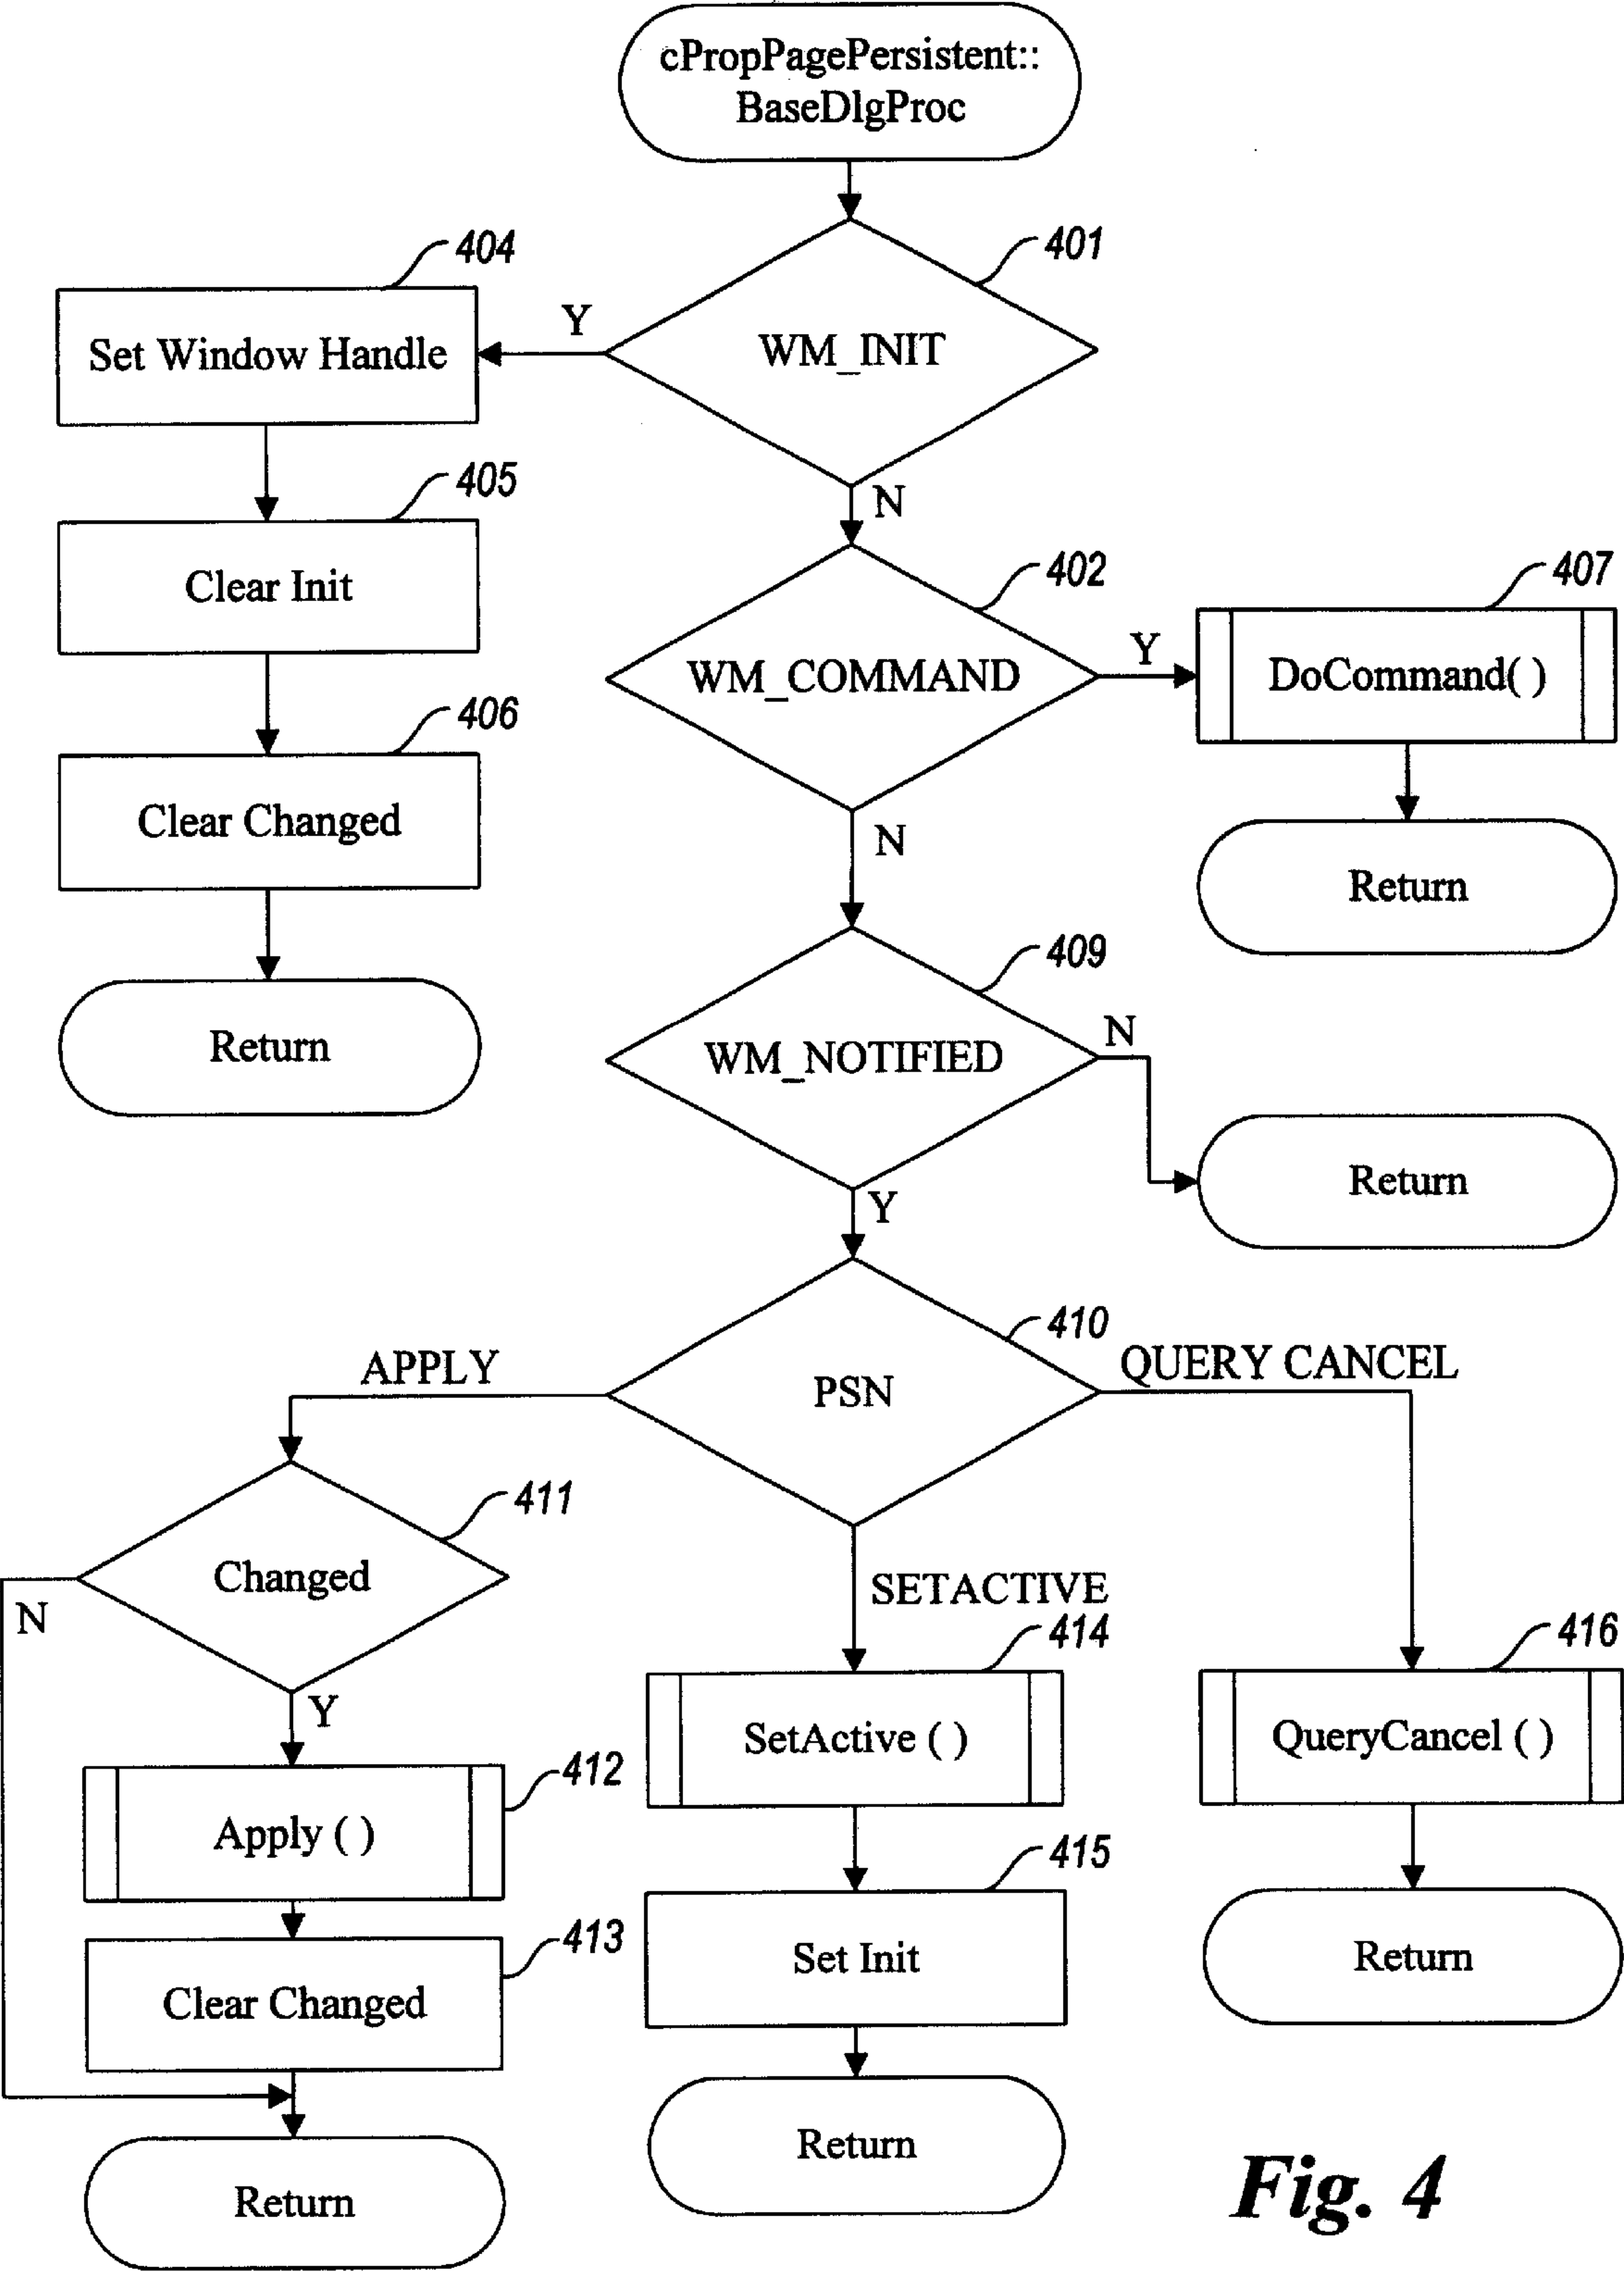 cPropPagePersistent::
BaseDlgProc
401
WM_INIT
Y
N
404
Set Window Handle
405
Clear Init
406
Clear Changed
Return
402
WM_COMMAND
Y
N
407
DoCommand( )
Return
409
WM_NOTIFIED
N
Y
Return
410
PSN
APPLY
QUERY CANCEL
SETACTIVE
411
Changed
N
Y
412
Apply ( )
413
Clear Changed
Return
414
SetActive ( )
415
Set Init
Return
416
QueryCancel ( )
Return
Fig. 4